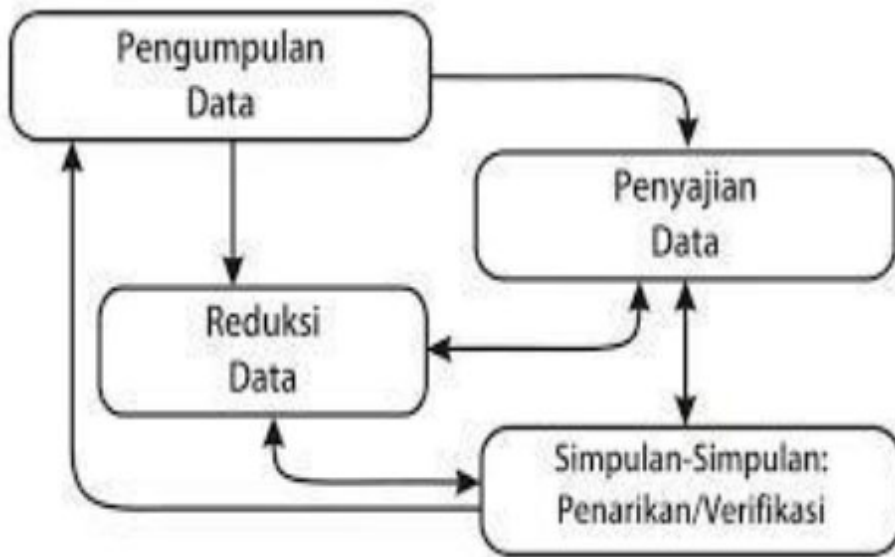 Pengumpulan
Data
Penyajian
Data
Reduksi
Data
Simpulan-Simpulan:
Penarikan/Verifikasi